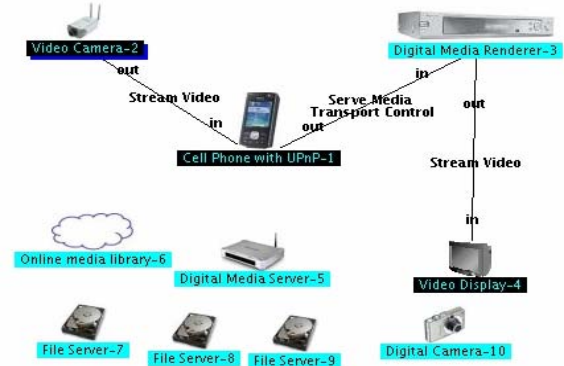 Video Camera-2
Digital Media Renderer-3
out
in
Stream Video
Serve Media
Transport Control
out
in
out
Cell Phone with UPnP-1
Stream Video
in
Online media library-6
Digital Media Server-5
Video Display-4
File Server-7
File Server-8
File Server-9
Digital Camera-10